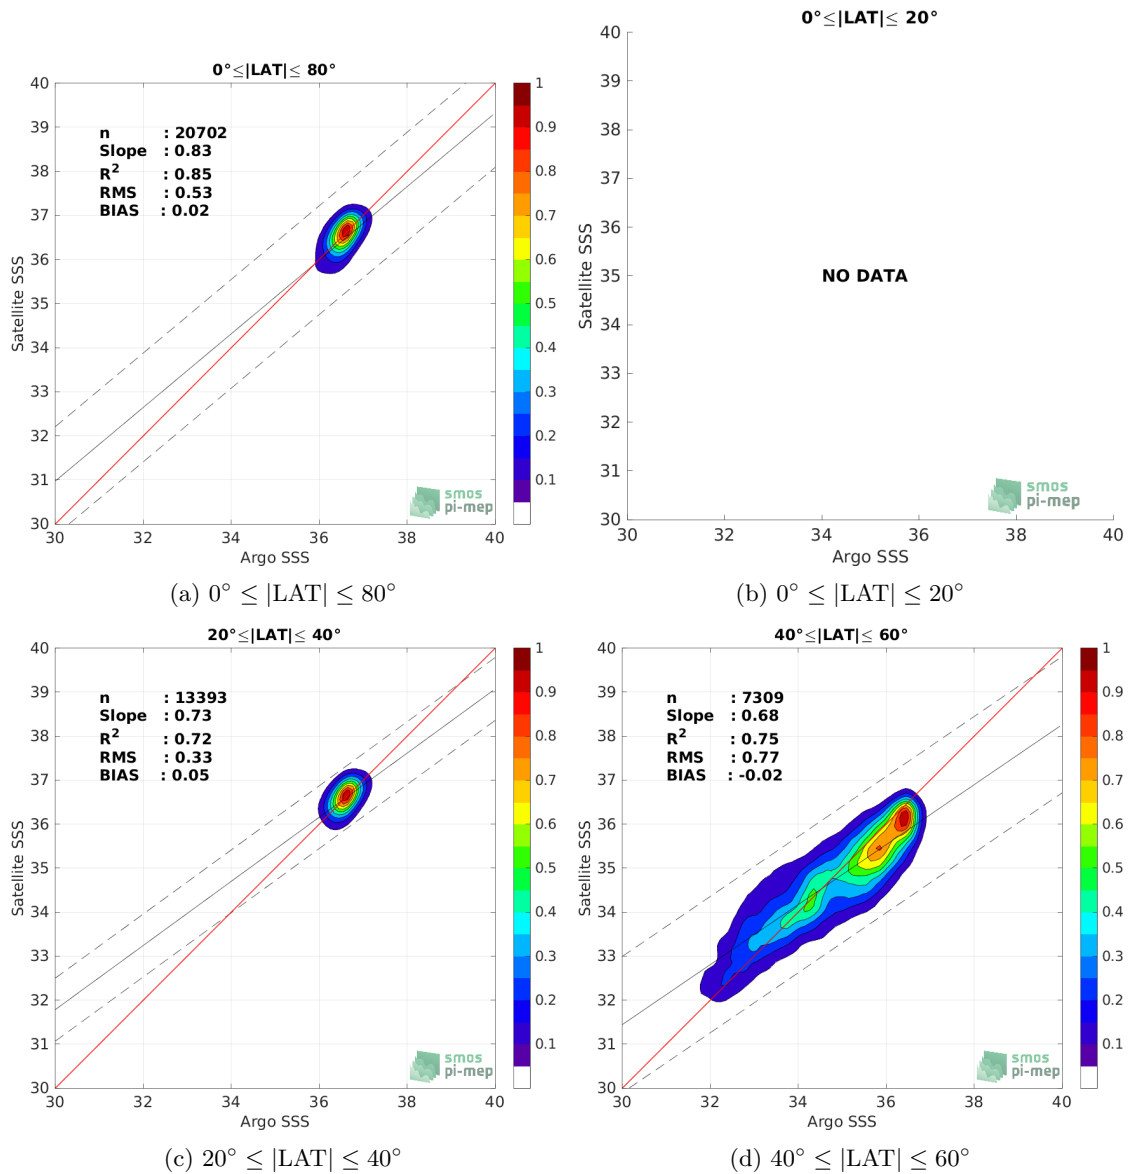 0°≤|LAT|≤ 80°
n : 20702
Slope : 0.83
R² : 0.85
RMS : 0.53
BIAS : 0.02
40
39
38
37
36
35
34
33
32
31
30
Satellite SSS
30 32 34 36 38 40
Argo SSS
1
0.9
0.8
0.7
0.6
0.5
0.4
0.3
0.2
0.1
smos
pi-mep
(a) 0° ≤ |LAT| ≤ 80°
0°≤|LAT|≤ 20°
40
39
38
37
36
35
34
33
32
31
30
Satellite SSS
NO DATA
30 32 34 36 38 40
Argo SSS
smos
pi-mep
(b) 0° ≤ |LAT| ≤ 20°
20°≤|LAT|≤ 40°
n : 13393
Slope : 0.73
R² : 0.72
RMS : 0.33
BIAS : 0.05
40
39
38
37
36
35
34
33
32
31
30
Satellite SSS
30 32 34 36 38 40
Argo SSS
1
0.9
0.8
0.7
0.6
0.5
0.4
0.3
0.2
0.1
smos
pi-mep
(c) 20° ≤ |LAT| ≤ 40°
40°≤|LAT|≤ 60°
n : 7309
Slope : 0.68
R² : 0.75
RMS : 0.77
BIAS : -0.02
40
39
38
37
36
35
34
33
32
31
30
Satellite SSS
30 32 34 36 38 40
Argo SSS
1
0.9
0.8
0.7
0.6
0.5
0.4
0.3
0.2
0.1
smos
pi-mep
(d) 40° ≤ |LAT| ≤ 60°